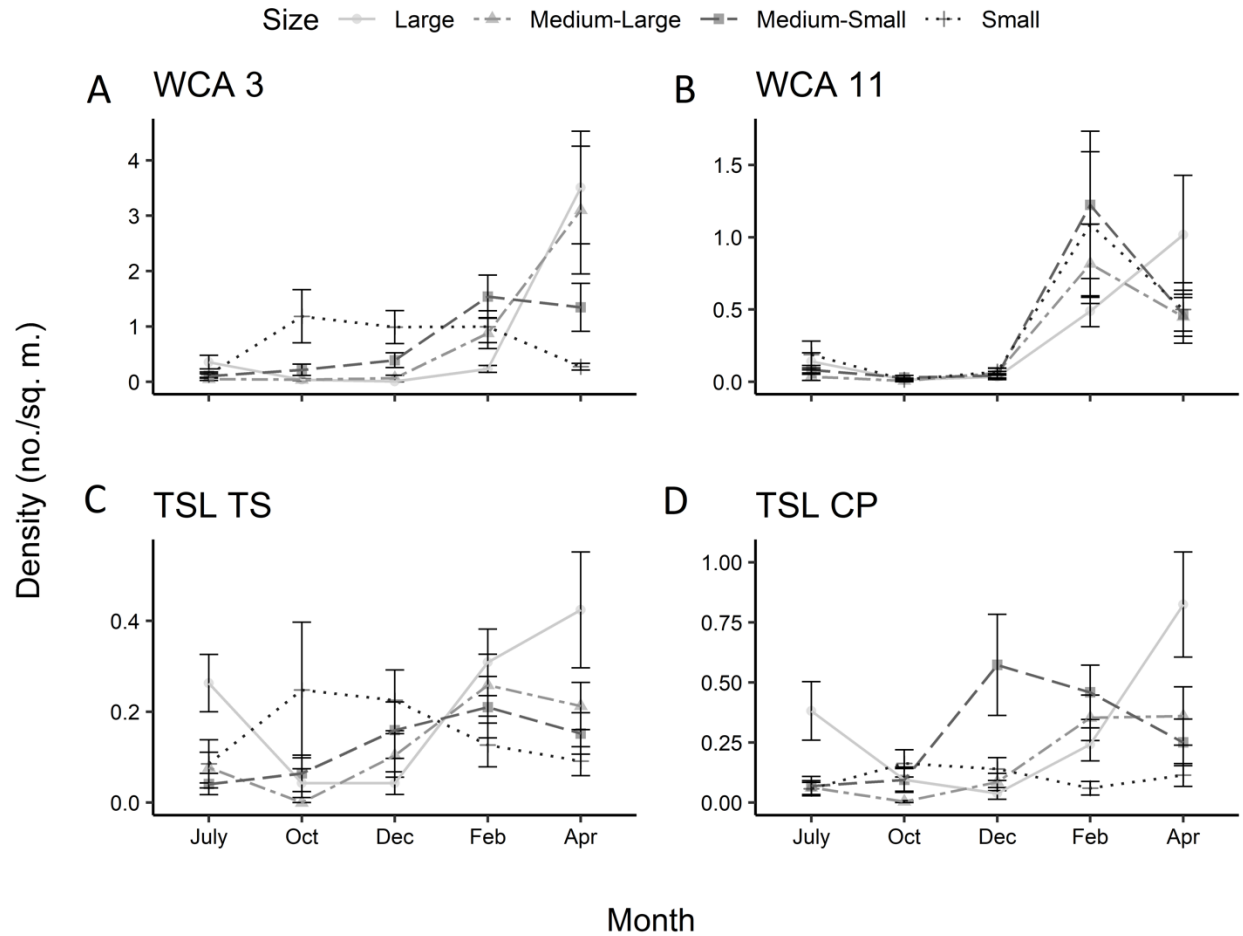 Size Large Medium-Large Medium-Small Small
A WCA 3
B WCA 11
4
3
2
1
0
1.5
1.0
0.5
0.0
Density (no./sq. m.)
C TSL TS
D TSL CP
0.4
0.2
0.0
1.00
0.75
0.50
0.25
0.00
July Oct Dec Feb Apr
July Oct Dec Feb Apr
Month